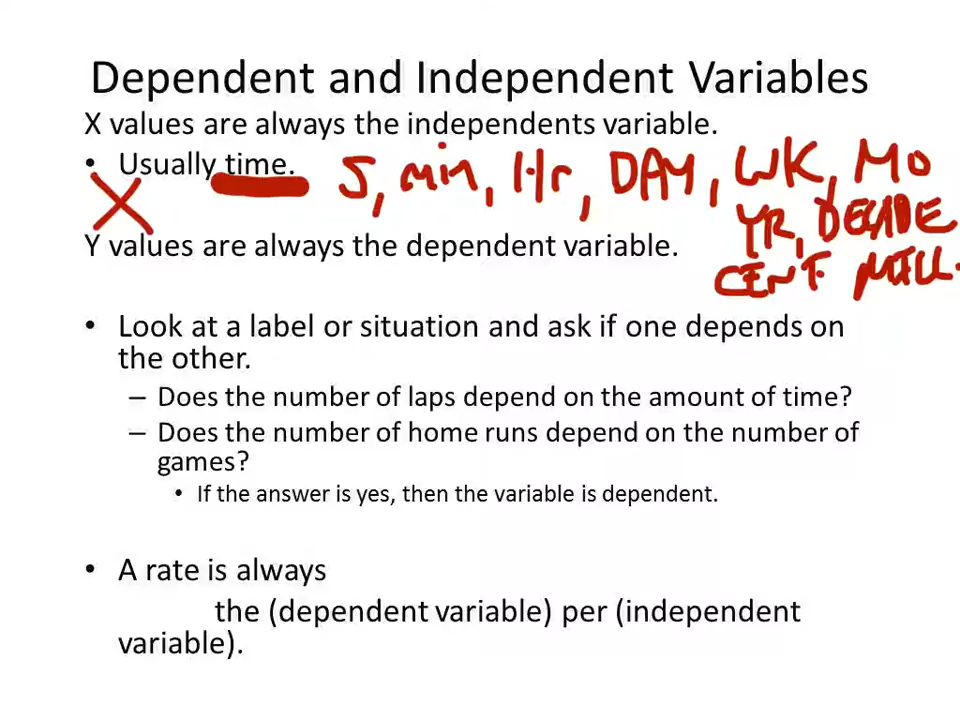 Dependent and Independent Variables
X values are always the independents variable.
• Usually time. S, min, Hr, DAY, WK, MO
X YR, DECADE
Y values are always the dependent variable.
CENT. MILL.
• Look at a label or situation and ask if one depends on
the other.
– Does the number of laps depend on the amount of time?
– Does the number of home runs depend on the number of
games?
• If the answer is yes, then the variable is dependent.
• A rate is always
the (dependent variable) per (independent
variable).